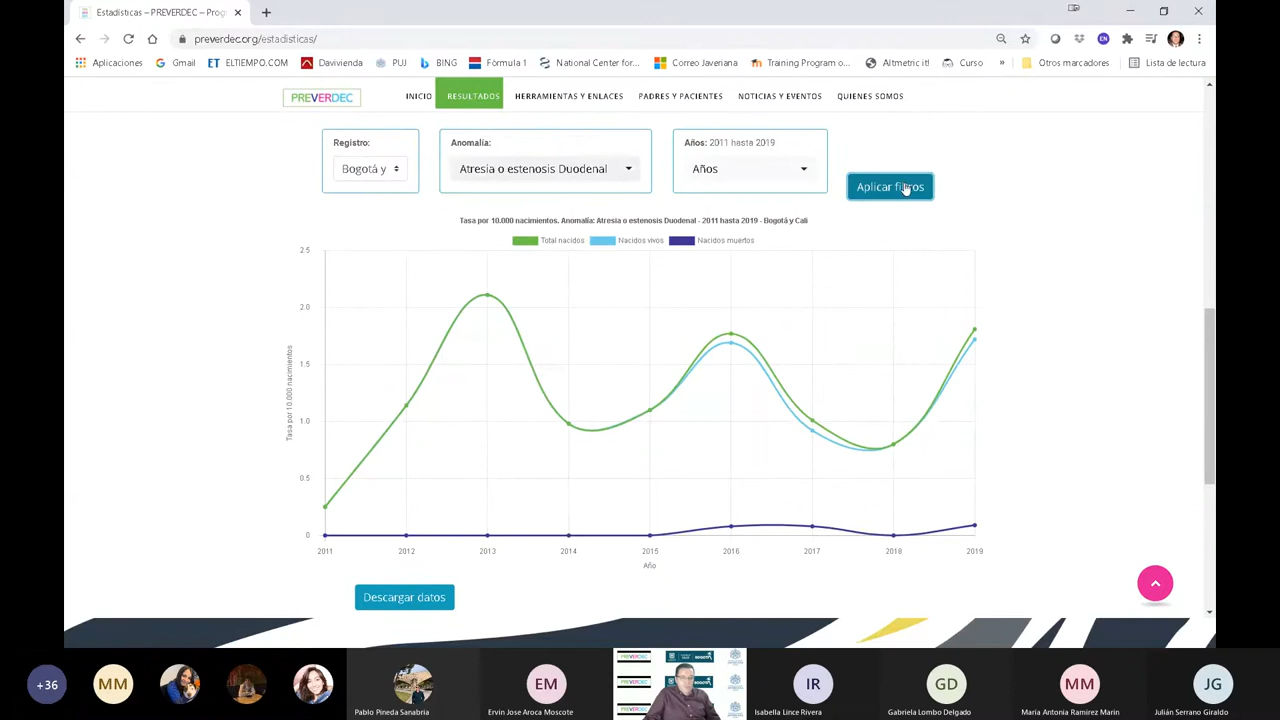 Estadísticas – PREVERDEC – Prog
preverdec.org/estadisticas/
EN
Aplicaciones
Gmail
ET ELTIEMPO.COM
Davivienda
PUJ
BING
Fórmula 1
National Center for...
Correo Javeriana
Training Program o...
Altmetric it!
Curso
»
Otros marcadores
Lista de lectura
PREVERDEC
INICIO
RESULTADOS
HERRAMIENTAS Y ENLACES
PADRES Y PACIENTES
NOTICIAS Y EVENTOS
QUIENES SOMOS
Registro:
Bogotá y
Anomalía:
Atresia o estenosis Duodenal
Años: 2011 hasta 2019
Años
Aplicar filtros
Tasa por 10.000 nacimientos. Anomalía: Atresia o estenosis Duodenal - 2011 hasta 2019 - Bogotá y Cali
Total nacidos
Nacidos vivos
Nacidos muertos
2.5
2.0
1.5
1.0
0.5
0
Tasa por 10.000 nacimientos
2011
2012
2013
2014
2015
2016
2017
2018
2019
Año
Descargar datos
+36
MM
Pablo Pineda Sanabria
EM
Ervin Jose Aroca Moscote
PREVERDEC
BOGOTÁ
IR
Isabella Lince Rivera
GD
Gabriela Lombo Delgado
MM
Maria Antonia Ramirez Marin
JG
Julián Serrano Giraldo